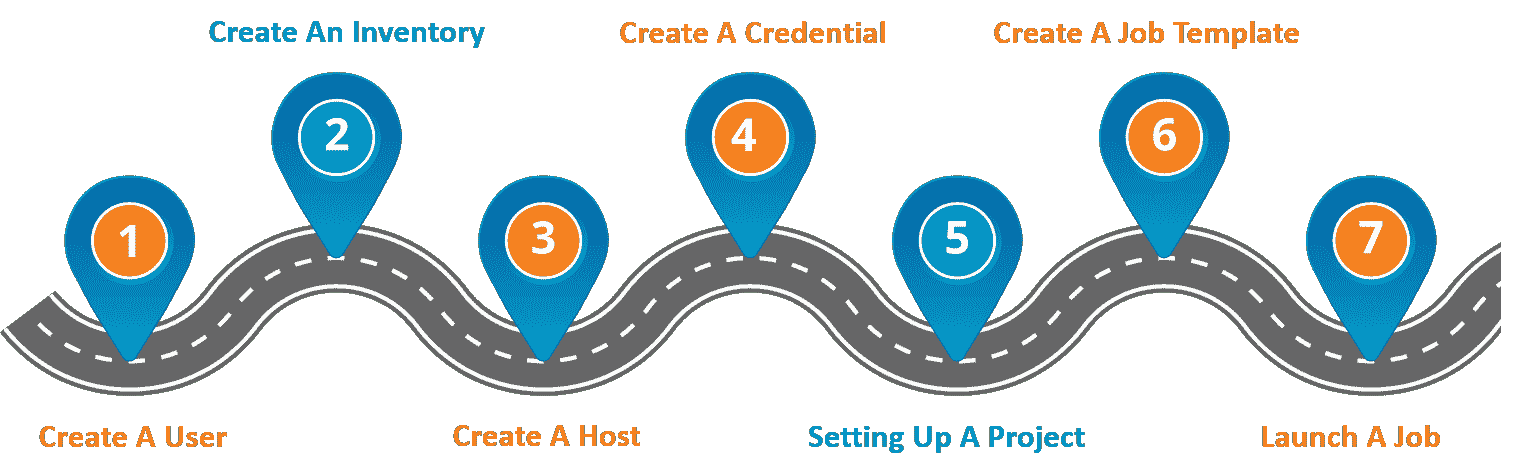 Create An Inventory
Create A Credential
Create A Job Template
2
4
6
1
3
5
7
Create A User
Create A Host
Setting Up A Project
Launch A Job